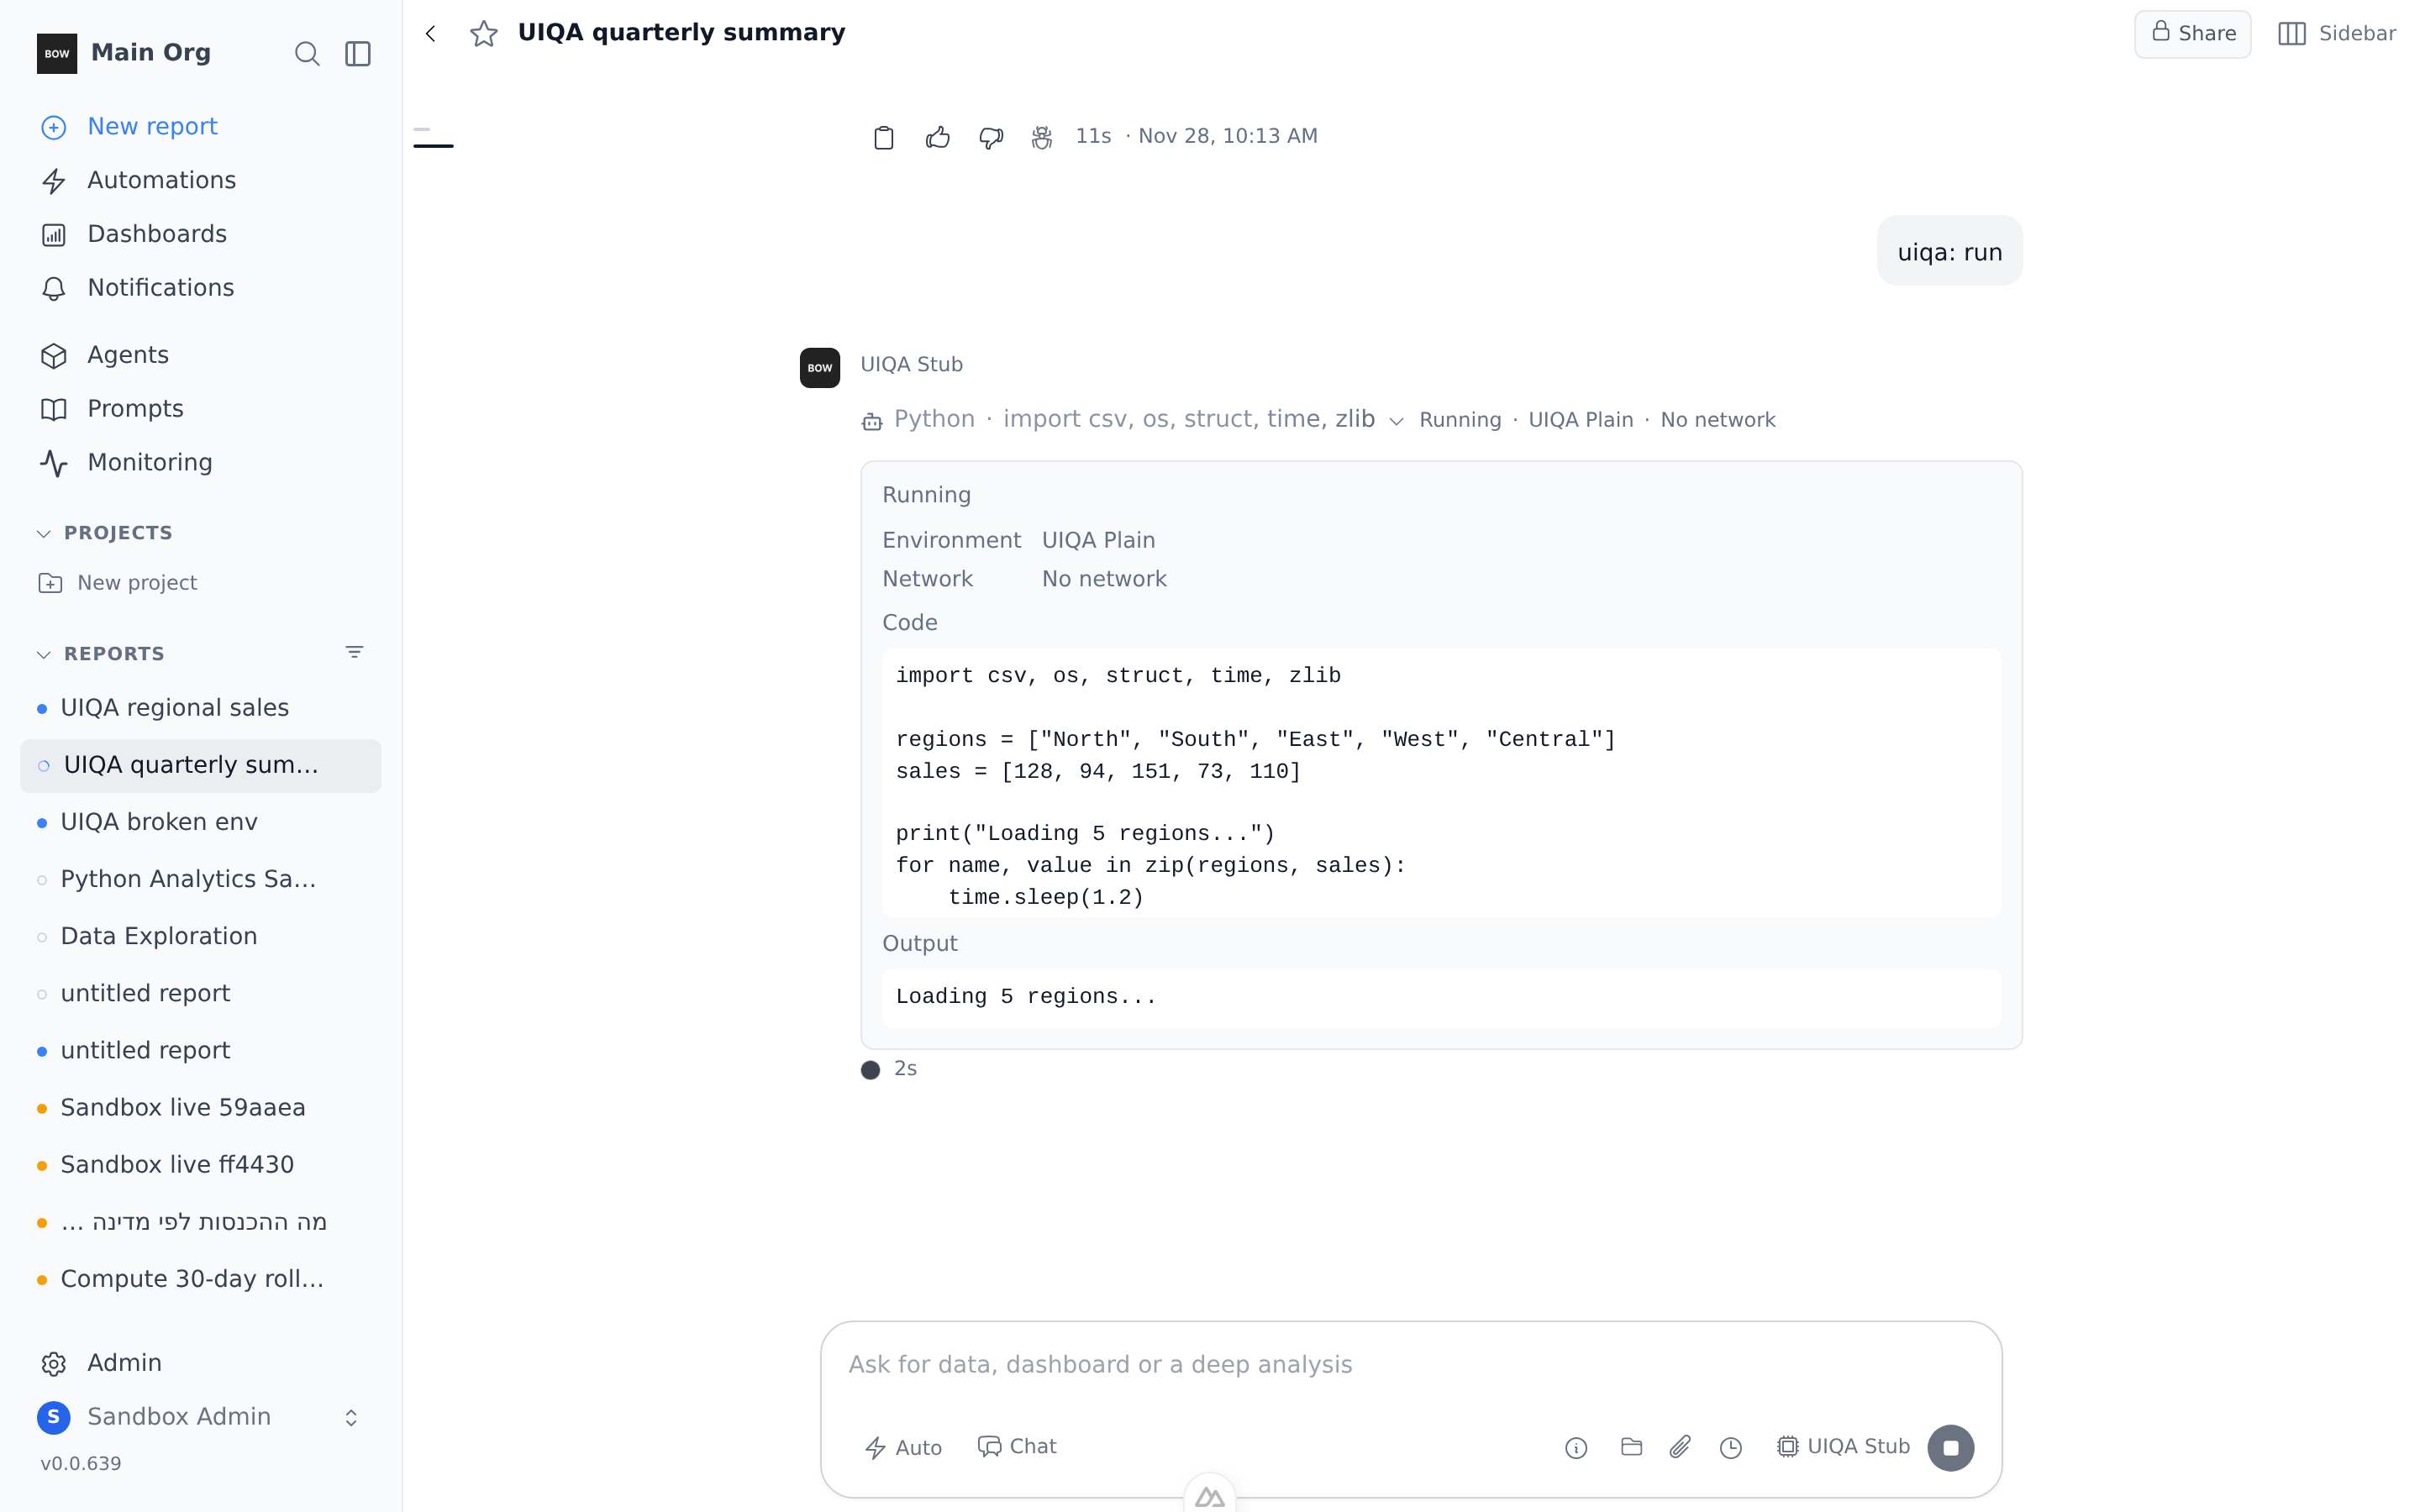 BOW Main Org
New report
Automations
Dashboards
Notifications
Agents
Prompts
Monitoring
PROJECTS
New project
REPORTS
UIQA regional sales
UIQA quarterly sum...
UIQA broken env
Python Analytics Sa...
Data Exploration
untitled report
untitled report
Sandbox live 59aaea
Sandbox live ff4430
מה ההכנסות לפי מדינה ...
Compute 30-day roll...
Admin
S Sandbox Admin
v0.0.639
UIQA quarterly summary
Share
Sidebar
11s · Nov 28, 10:13 AM
uiqa: run
BOW UIQA Stub
Python · import csv, os, struct, time, zlib Running · UIQA Plain · No network
Running
Environment UIQA Plain
Network No network
Code
import csv, os, struct, time, zlib
regions = ["North", "South", "East", "West", "Central"]
sales = [128, 94, 151, 73, 110]
print("Loading 5 regions...")
for name, value in zip(regions, sales):
    time.sleep(1.2)
Output
Loading 5 regions...
2s
Ask for data, dashboard or a deep analysis
Auto Chat UIQA Stub